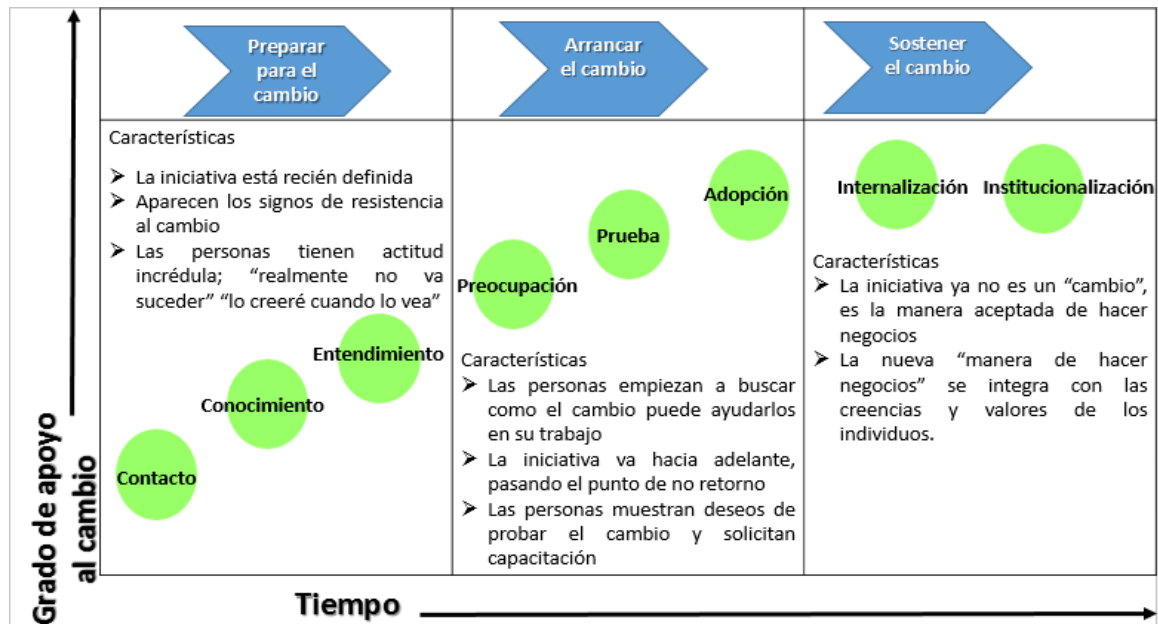 Preparar
para el
cambio
Arrancar
el cambio
Sostener
el cambio
Características
➤ La iniciativa está recién definida
➤ Aparecen los signos de resistencia
al cambio
➤ Las personas tienen actitud
incrédula; “realmente no va
suceder” “lo creeré cuando lo vea”
Entendimiento
Conocimiento
Contacto
Adopción
Prueba
Preocupación
Características
➤ Las personas empiezan a buscar
como el cambio puede ayudarlos
en su trabajo
➤ La iniciativa va hacia adelante,
pasando el punto de no retorno
➤ Las personas muestran deseos de
probar el cambio y solicitan
capacitación
Internalización
Institucionalización
Características
➤ La iniciativa ya no es un “cambio”,
es la manera aceptada de hacer
negocios
➤ La nueva “manera de hacer
negocios” se integra con las
creencias y valores de los
individuos.
Grado de apoyo
al cambio
Tiempo